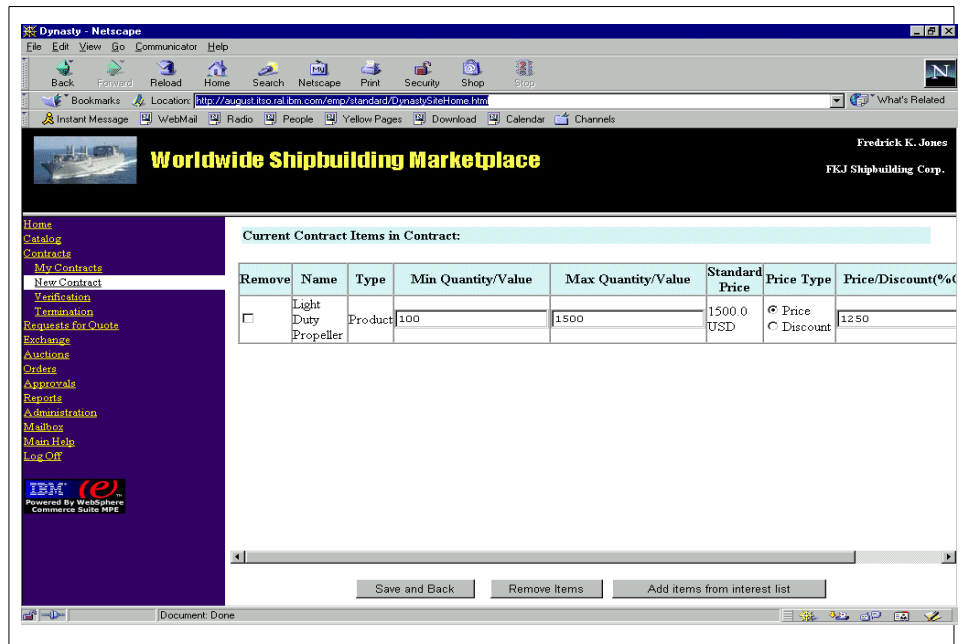 Dynasty - Netscape
File Edit View Go Communicator Help
Back Forward Reload Home Search Netscape Print Security Shop Stop
Bookmarks Location: http://august.itso.ral.ibm.com/emp/standard/DynastySiteHome.html What's Related
Instant Message WebMail Radio People Yellow Pages Download Calendar Channels
Worldwide Shipbuilding Marketplace
Fredrick K. Jones
FKJ Shipbuilding Corp.
Home
Catalog
Contracts
My Contracts
New Contract
Verification
Termination
Requests for Quote
Exchange
Auctions
Orders
Approvals
Reports
Administration
Mailbox
Main Help
Log Off
IBM
Powered By WebSphere
Commerce Suite MPE
Current Contract Items in Contract:
Remove Name Type Min Quantity/Value Max Quantity/Value Standard Price Price Type Price/Discount(%
Light Duty Propeller Product 100 1500 1500.0 USD Price Discount 1250
Save and Back Remove Items Add items from interest list
Document: Done